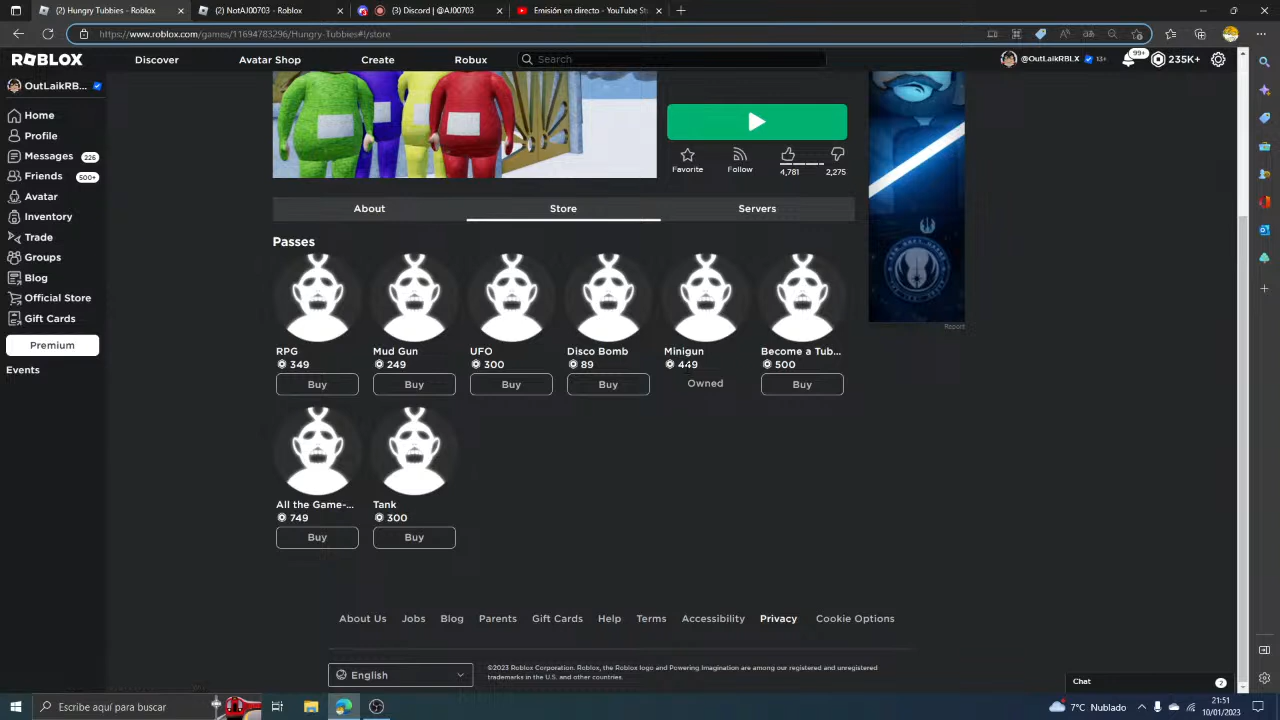 (2) Hungry Tubbies - Roblox
(2) NotAJ00703 - Roblox
(3) Discord | @AJ00703
Emisión en directo - YouTube St
https://www.roblox.com/games/11694783296/Hungry-Tubbies#!/store
ROBLOX
Discover
Avatar Shop
Create
Robux
Search
@OutLaikRBLX
13+
99+
235K+
OutLaikRB...
Home
Profile
Messages
226
Friends
500+
Avatar
Inventory
Trade
Groups
Blog
Official Store
Gift Cards
Premium
Events
Favorite
Follow
4,781
2,275
About
Store
Servers
Passes
RPG
349
Buy
Mud Gun
249
Buy
UFO
300
Buy
Disco Bomb
89
Buy
Minigun
449
Owned
Become a Tub...
500
Buy
All the Game-...
749
Buy
Tank
300
Buy
Report
About Us
Jobs
Blog
Parents
Gift Cards
Help
Terms
Accessibility
Privacy
Cookie Options
English
©2023 Roblox Corporation. Roblox, the Roblox logo and Powering Imagination are among our registered and unregistered
trademarks in the U.S. and other countries.
Chat
2
Escribe aquí para buscar
7°C Nublado
21:51
10/01/2023